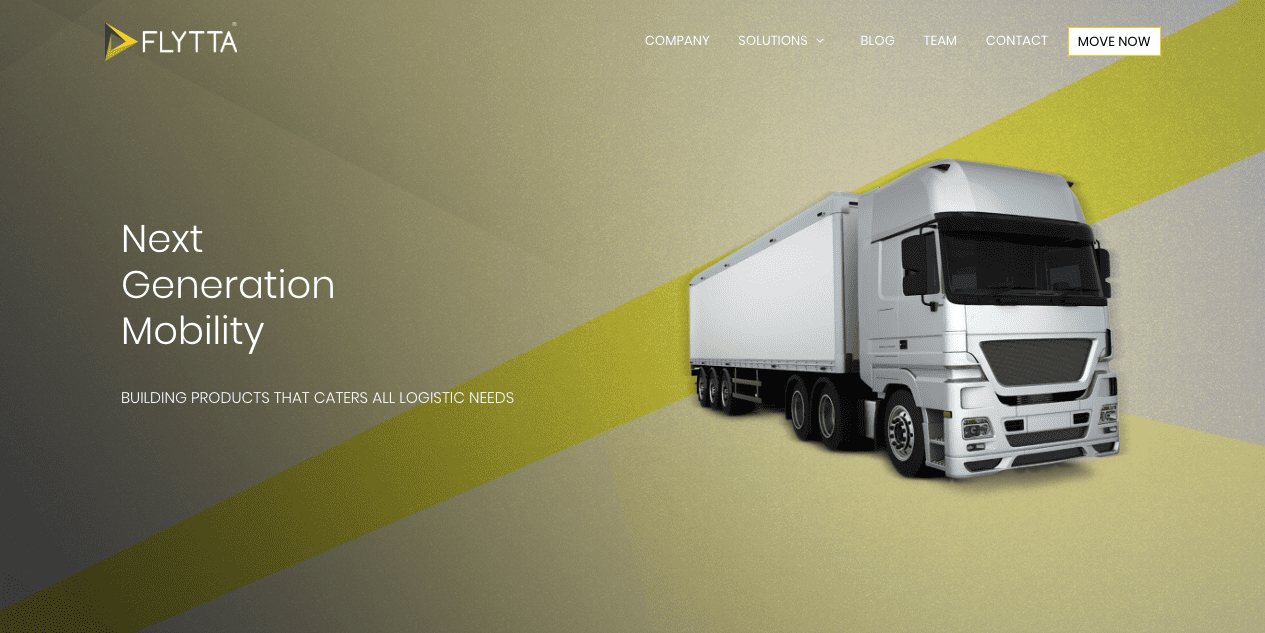 FLYTTA®
COMPANY SOLUTIONS BLOG TEAM CONTACT MOVE NOW
Next
Generation
Mobility
BUILDING PRODUCTS THAT CATERS ALL LOGISTIC NEEDS